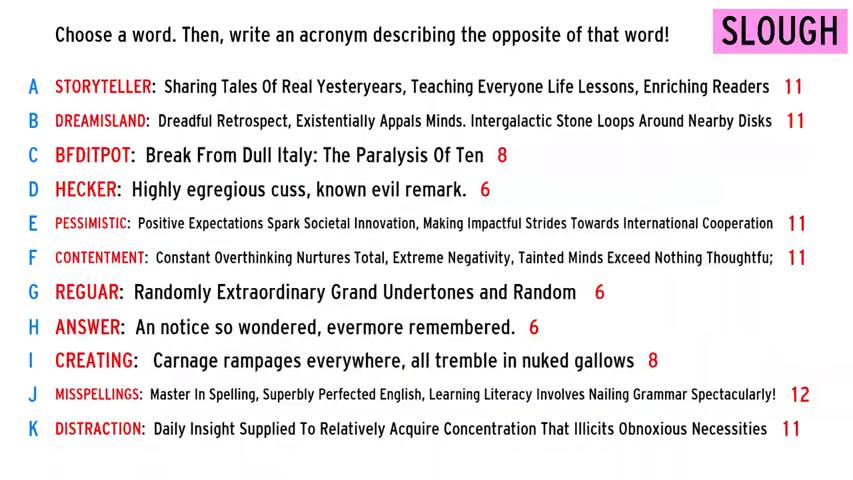 Choose a word. Then, write an acronym describing the opposite of that word!
SLOUGH
A STORYTELLER: Sharing Tales Of Real Yesteryears, Teaching Everyone Life Lessons, Enriching Readers 11
B DREAMISLAND: Dreadful Retrospect, Existentially Appals Minds. Intergalactic Stone Loops Around Nearby Disks 11
C BFDITPOT: Break From Dull Italy: The Paralysis Of Ten 8
D HECKER: Highly egregious cuss, known evil remark. 6
E PESSIMISTIC: Positive Expectations Spark Societal Innovation, Making Impactful Strides Towards International Cooperation 11
F CONTENTMENT: Constant Overthinking Nurtures Total, Extreme Negativity, Tainted Minds Exceed Nothing Thoughtfu; 11
G REGUAR: Randomly Extraordinary Grand Undertones and Random 6
H ANSWER: An notice so wondered, evermore remembered. 6
I CREATING: Carnage rampages everywhere, all tremble in nuked gallows 8
J MISSPELLINGS: Master In Spelling, Superbly Perfected English, Learning Literacy Involves Nailing Grammar Spectacularly! 12
K DISTRACTION: Daily Insight Supplied To Relatively Acquire Concentration That Illicits Obnoxious Necessities 11